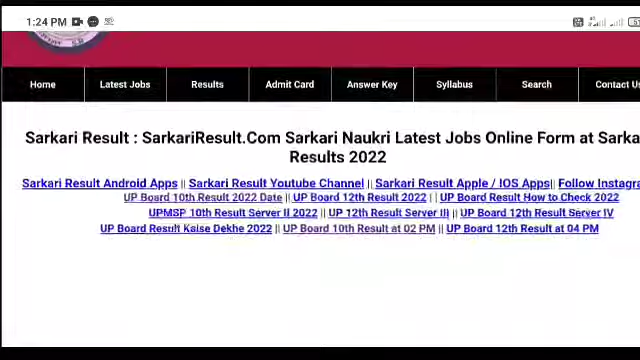 1:24 PM
Home Latest Jobs Results Admit Card Answer Key Syllabus Search Contact Us
Sarkari Result : SarkariResult.Com Sarkari Naukri Latest Jobs Online Form at Sarka
Results 2022
Sarkari Result Android Apps || Sarkari Result Youtube Channel || Sarkari Result Apple / IOS Apps|| Follow Instagra
UP Board 10th Result 2022 Date || UP Board 12th Result 2022 || UP Board Result How to Check 2022
UPMSP 10th Result Server II 2022 || UP 12th Result Server III || UP Board 12th Result Server IV
UP Board Result Kaise Dekhe 2022 || UP Board 10th Result at 02 PM || UP Board 12th Result at 04 PM